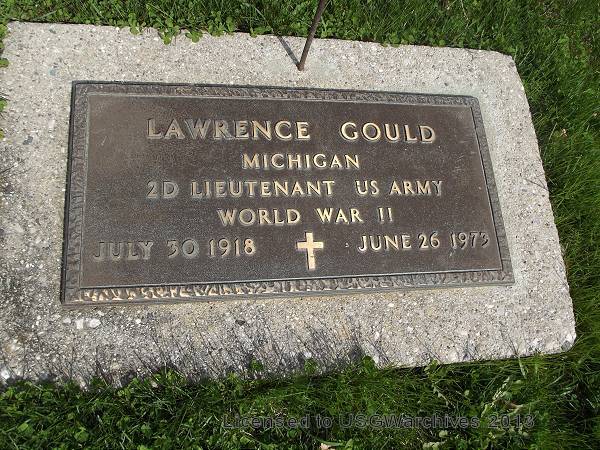 LAWRENCE GOULD
MICHIGAN
2D LIEUTENANT US ARMY
WORLD WAR II
JULY 30 1918 JUNE 26 1973
Licensed to USGWarchives 2013